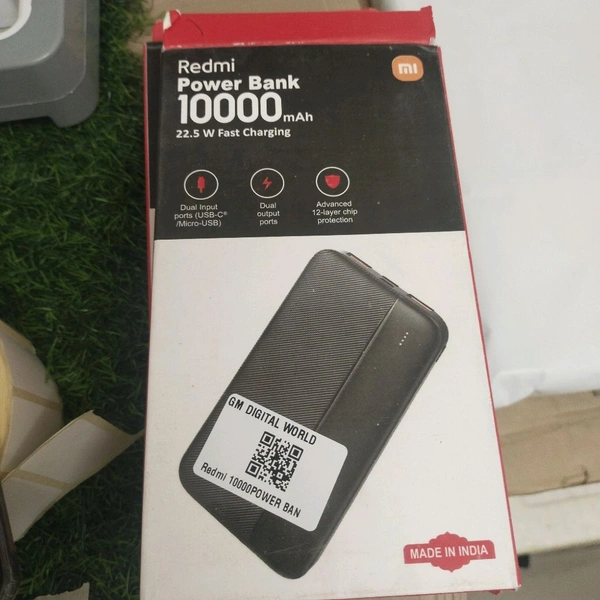 Redmi
mi
Power Bank
10000mAh
22.5 W Fast Charging
Dual Input
ports (USB-C®
/Micro-USB)
Dual
output
ports
Advanced
12-layer chip
protection
GM DIGITAL WORLD
Redmi 10000POWER BAN
MADE IN INDIA